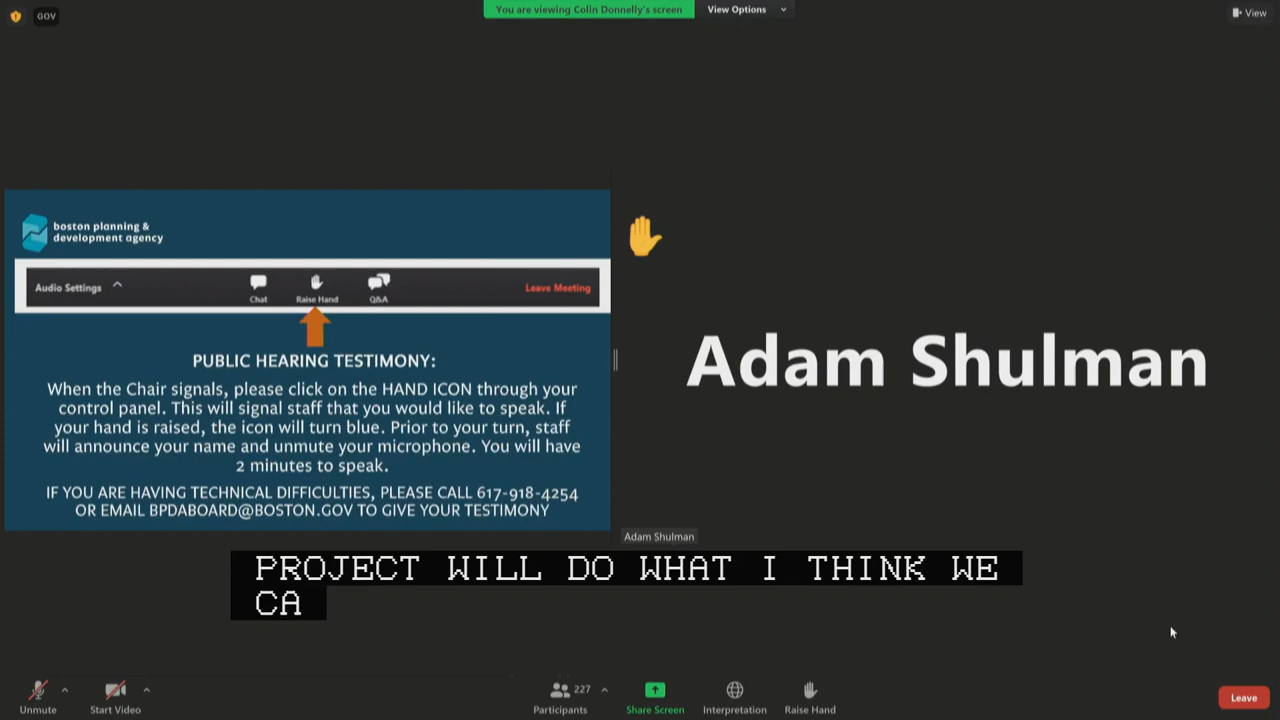 GOV
You are viewing Colin Donnelly's screen
View Options
View
boston planning &
development agency
Audio Settings
Chat
Raise Hand
Q&A
Leave Meeting
PUBLIC HEARING TESTIMONY:
When the Chair signals, please click on the HAND ICON through your
control panel. This will signal staff that you would like to speak. If
your hand is raised, the icon will turn blue. Prior to your turn, staff
will announce your name and unmute your microphone. You will have
2 minutes to speak.
IF YOU ARE HAVING TECHNICAL DIFFICULTIES, PLEASE CALL 617-918-4254
OR EMAIL BPDABOARD@BOSTON.GOV TO GIVE YOUR TESTIMONY
Adam Shulman
Adam Shulman
PROJECT WILL DO WHAT I THINK WE
CA
Unmute
Start Video
227
Participants
Share Screen
Interpretation
Raise Hand
Leave